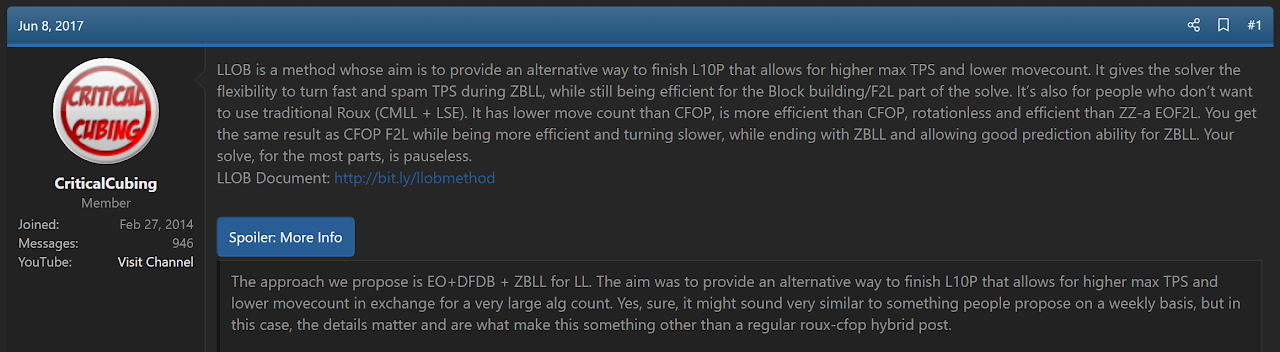 Jun 8, 2017
#1
CRITICAL
CUBING
CriticalCubing
Member
Joined: Feb 27, 2014
Messages: 946
YouTube: Visit Channel
LLOB is a method whose aim is to provide an alternative way to finish L10P that allows for higher max TPS and lower movecount. It gives the solver the
flexibility to turn fast and spam TPS during ZBLL, while still being efficient for the Block building/F2L part of the solve. It's also for people who don't want
to use traditional Roux (CMLL + LSE). It has lower move count than CFOP, is more efficient than CFOP, rotationless and efficient than ZZ-a EOF2L. You get
the same result as CFOP F2L while being more efficient and turning slower, while ending with ZBLL and allowing good prediction ability for ZBLL. Your
solve, for the most parts, is pauseless.
LLOB Document: http://bit.ly/llobmethod
Spoiler: More Info
The approach we propose is EO+DFDB + ZBLL for LL. The aim was to provide an alternative way to finish L10P that allows for higher max TPS and
lower movecount in exchange for a very large alg count. Yes, sure, it might sound very similar to something people propose on a weekly basis, but in
this case, the details matter and are what make this something other than a regular roux-cfop hybrid post.